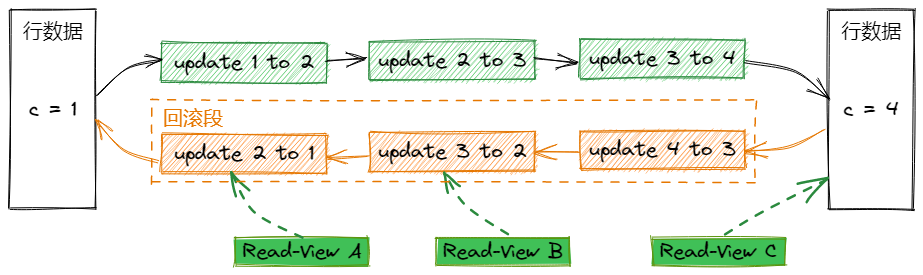 行数据
c = 1
update 1 to 2
update 2 to 3
update 3 to 4
行数据
c = 4
回滚段
update 2 to 1
update 3 to 2
update 4 to 3
Read-View A
Read-View B
Read-View C